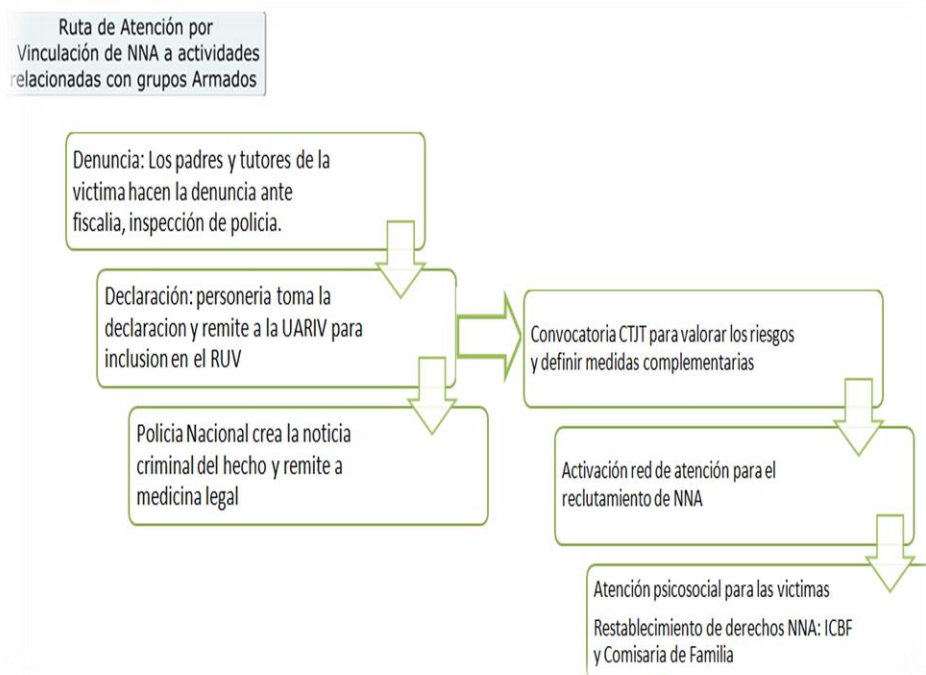 Ruta de Atención por
Vinculación de NNA a actividades
relacionadas con grupos Armados
Denuncia: Los padres y tutores de la
victima hacen la denuncia ante
fiscalia, inspección de policia.
Declaración: personeria toma la
declaracion y remite a la UARIV para
inclusion en el RUV
Policia Nacional crea la noticia
criminal del hecho y remite a
medicina legal
Convocatoria CTJT para valorar los riesgos
y definir medidas complementarias
Activación red de atención para el
reclutamiento de NNA
Atención psicosocial para las victimas
Restablecimiento de derechos NNA: ICBF
y Comisaria de Familia